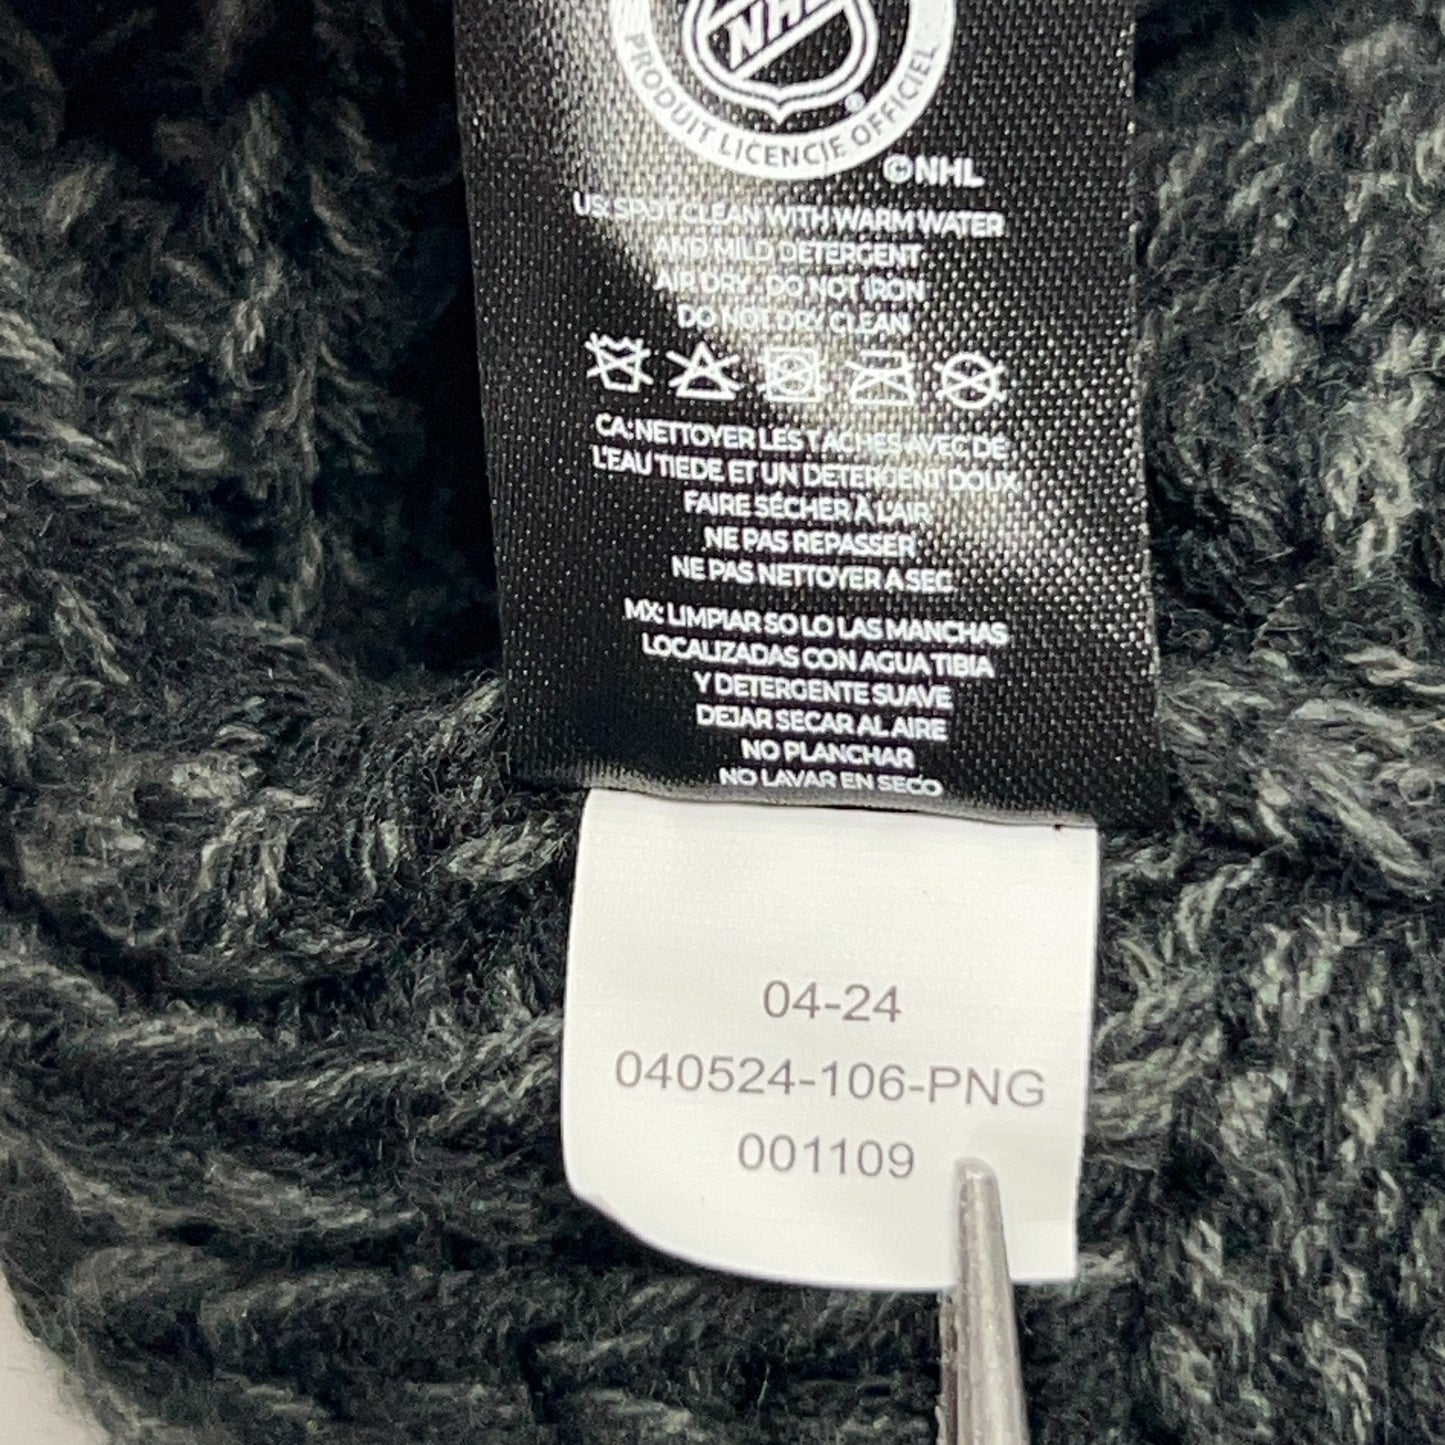 NHL
®
PRODUIT LICENCIÉ OFFICIEL
©NHL
US: SPOT CLEAN WITH WARM WATER
AND MILD DETERGENT
AIR DRY . DO NOT IRON
DO NOT DRY CLEAN
CA: NETTOYER LES TACHES AVEC DE
L'EAU TIEDE ET UN DETERGENT DOUX
FAIRE SÉCHER À L'AIR
NE PAS REPASSER
NE PAS NETTOYER A SEC
MX: LIMPIAR SOLO LAS MANCHAS
LOCALIZADAS CON AGUA TIBIA
Y DETERGENTE SUAVE
DEJAR SECAR AL AIRE
NO PLANCHAR
NO LAVAR EN SECO
04-24
040524-106-PNG
001109